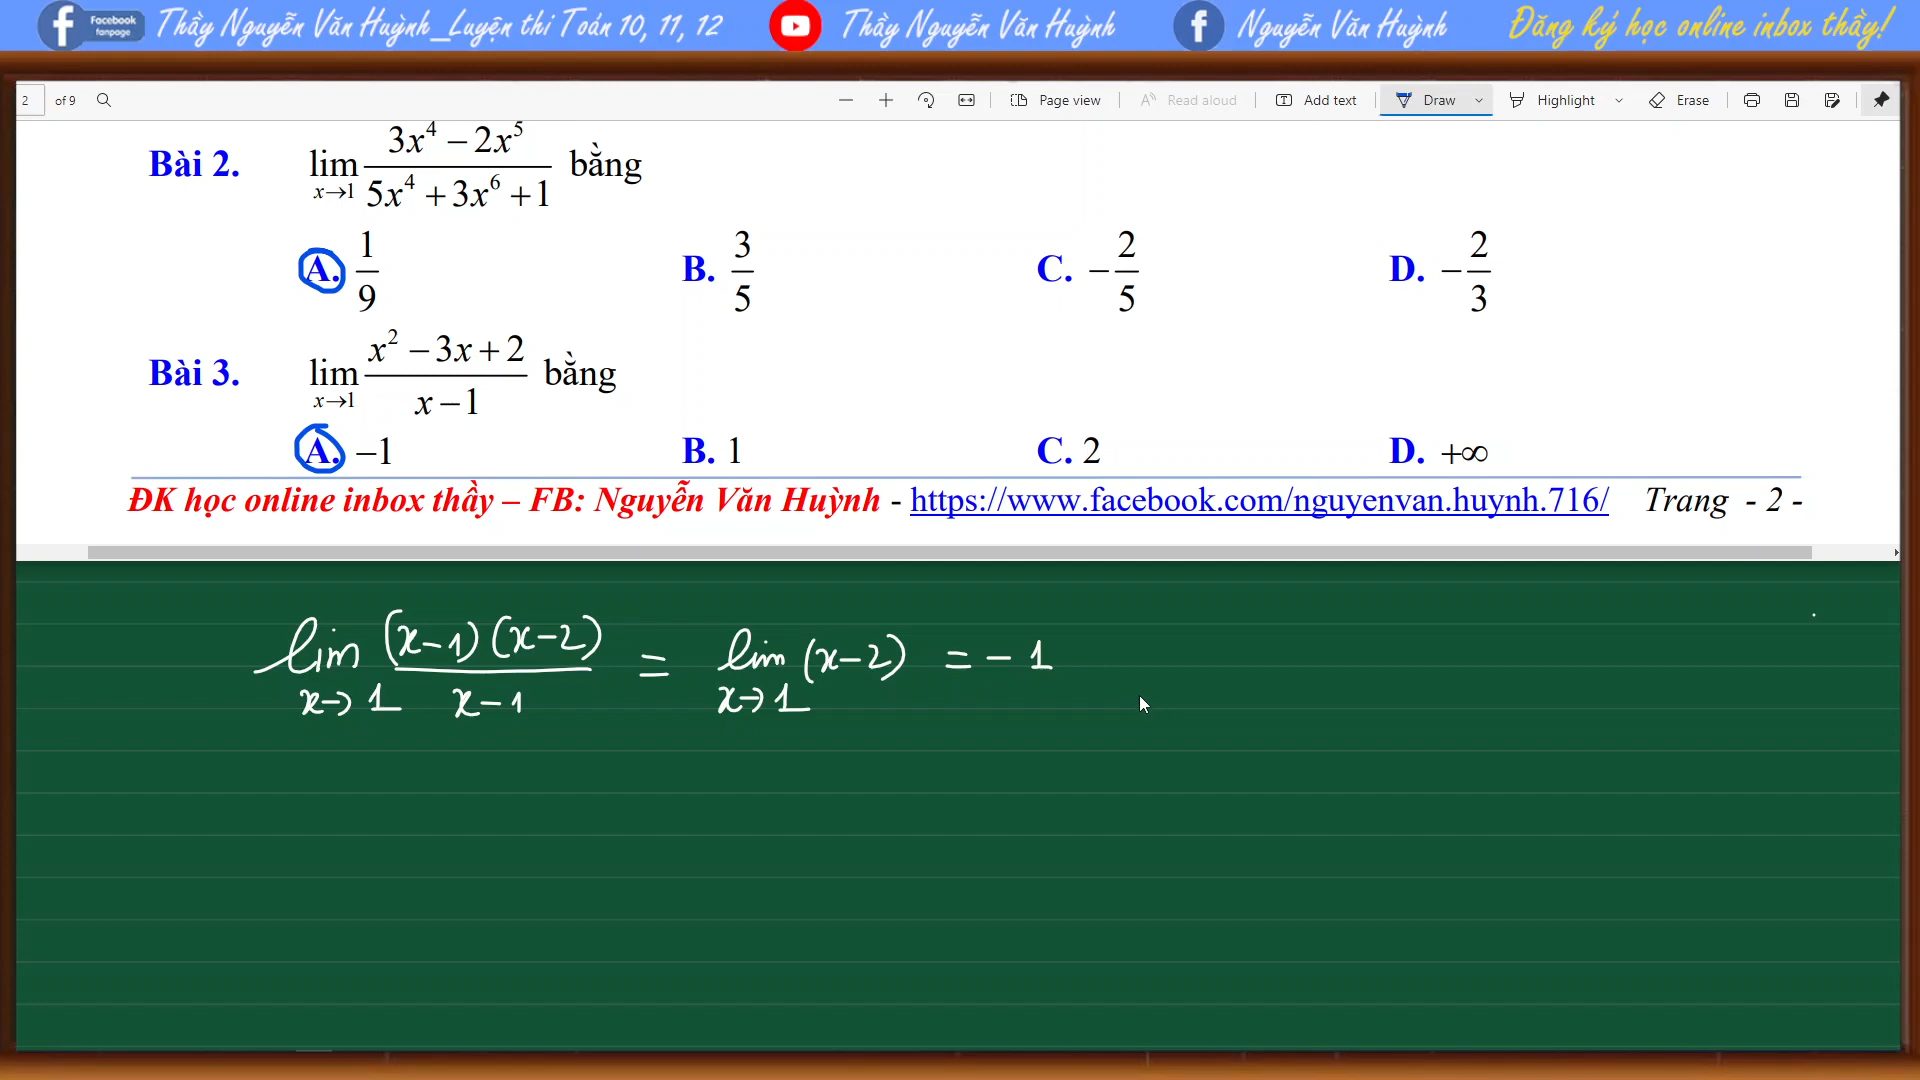 Facebook fanpage Thầy Nguyễn Văn Huỳnh_Luyện thi Toán 10, 11, 12 Thầy Nguyễn Văn Huỳnh Nguyễn Văn Huỳnh Đăng ký học online inbox thầy!
2 of 9 Page view Read aloud Add text Draw Highlight Erase
Bài 2. lim x→1 (3x⁴ − 2x⁵)/(5x⁴ + 3x⁶ + 1) bằng
A. 1/9 B. 3/5 C. −2/5 D. −2/3
Bài 3. lim x→1 (x² − 3x + 2)/(x − 1) bằng
A. −1 B. 1 C. 2 D. +∞
ĐK học online inbox thầy – FB: Nguyễn Văn Huỳnh - https://www.facebook.com/nguyenvan.huynh.716/ Trang - 2 -
lim x→1 (x−1)(x−2)/(x−1) = lim x→1 (x−2) = −1